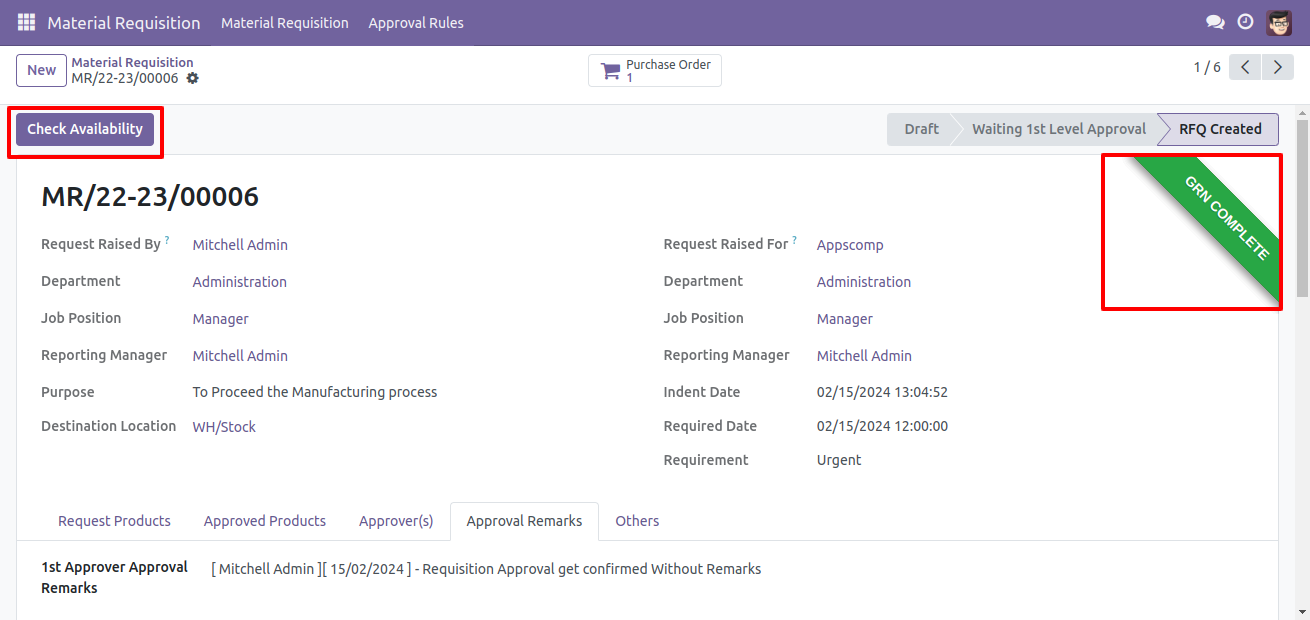 Material Requisition Material Requisition Approval Rules
New
Material Requisition
MR/22-23/00006
Purchase Order
1
1 / 6
Check Availability
Draft Waiting 1st Level Approval RFQ Created
GRN COMPLETE
MR/22-23/00006
Request Raised By ? Mitchell Admin
Request Raised For ? Appscomp
Department Administration
Department Administration
Job Position Manager
Job Position Manager
Reporting Manager Mitchell Admin
Reporting Manager Mitchell Admin
Purpose To Proceed the Manufacturing process
Indent Date 02/15/2024 13:04:52
Destination Location WH/Stock
Required Date 02/15/2024 12:00:00
Requirement Urgent
Request Products Approved Products Approver(s) Approval Remarks Others
1st Approver Approval
Remarks
[ Mitchell Admin ][ 15/02/2024 ] - Requisition Approval get confirmed Without Remarks